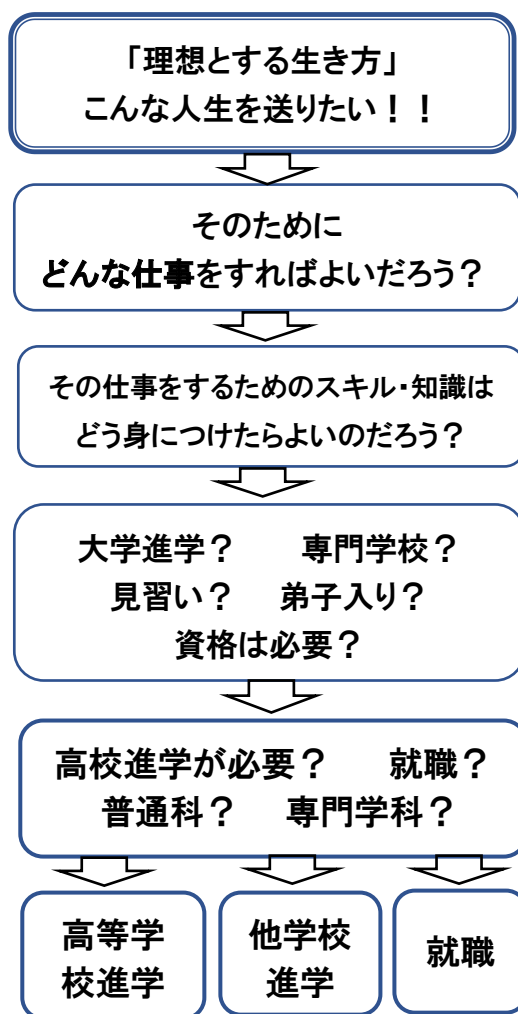 「理想とする生き方」
こんな人生を送りたい！！
そのために
どんな仕事をすればよいだろう？
その仕事をするためのスキル・知識は
どう身につけたらよいのだろう？
大学進学？　専門学校？
見習い？　弟子入り？
資格は必要？
高校進学が必要？　就職？
普通科？　専門学科？
高等学
校進学
他学校
進学
就職